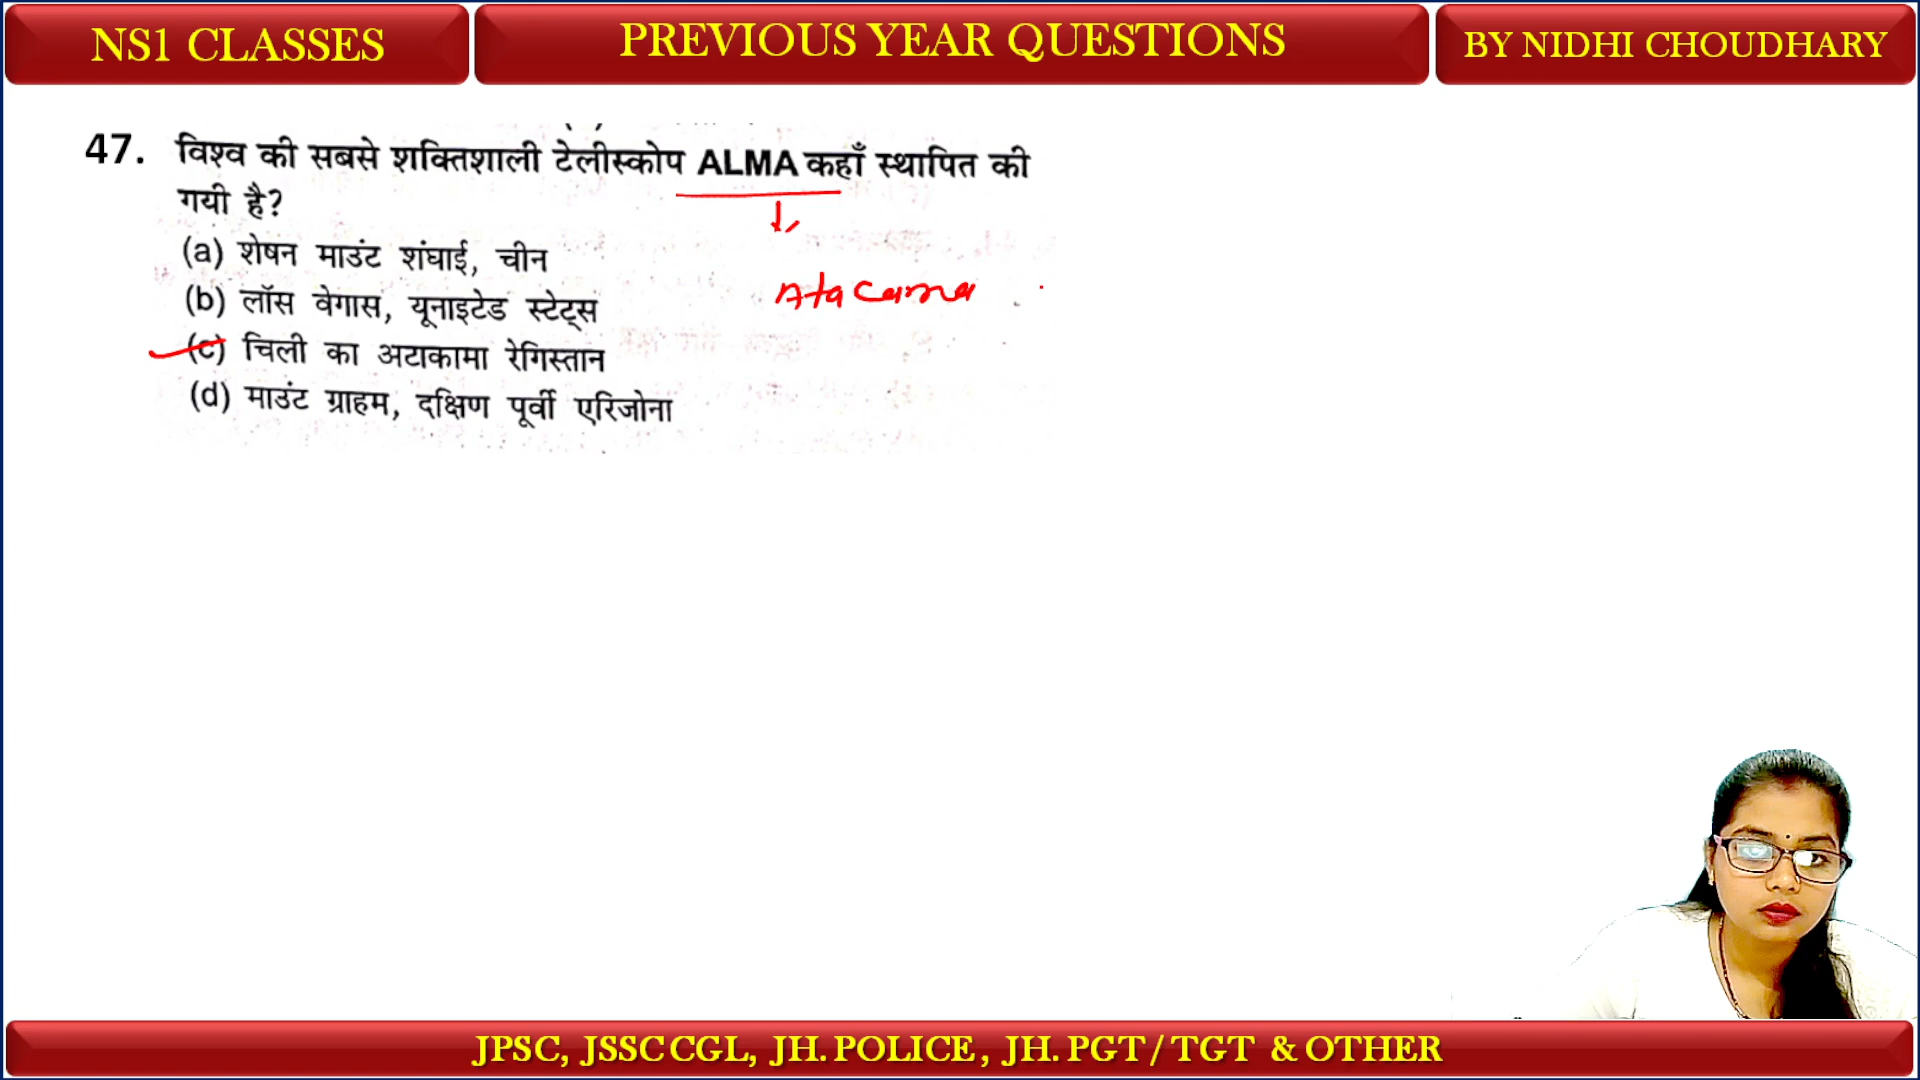 NS1 CLASSES
PREVIOUS YEAR QUESTIONS
BY NIDHI CHOUDHARY
47. विश्व की सबसे शक्तिशाली टेलीस्कोप ALMA कहाँ स्थापित की
गयी है?
(a) शेषन माउंट शंघाई, चीन
(b) लॉस वेगास, यूनाइटेड स्टेट्स
(c) चिली का अटाकामा रेगिस्तान
(d) माउंट ग्राहम, दक्षिण पूर्वी एरिजोना
Atacama
JPSC, JSSC CGL, JH. POLICE, JH. PGT / TGT & OTHER